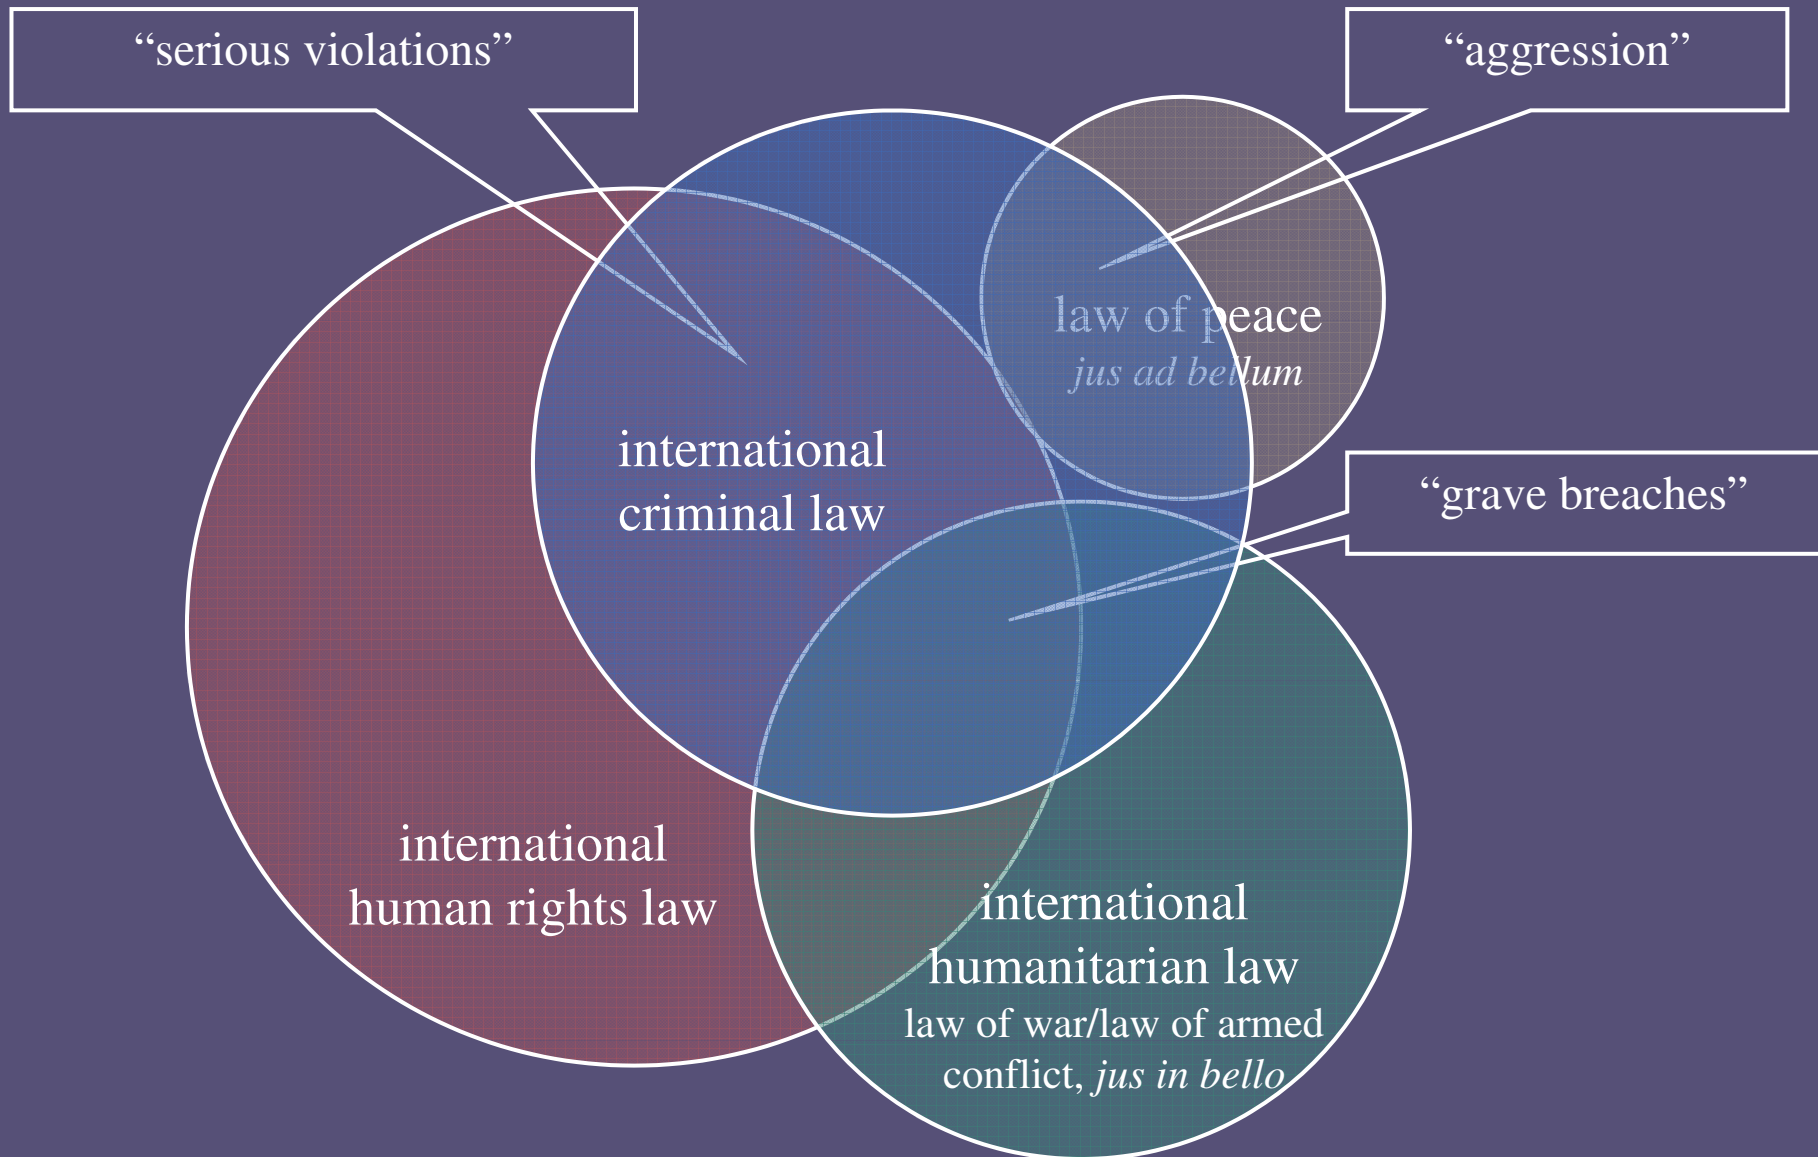 “serious violations”
“aggression”
law of peace
jus ad bellum
international
criminal law
“grave breaches”
international
human rights law
international
humanitarian law
law of war/law of armed
conflict, jus in bello